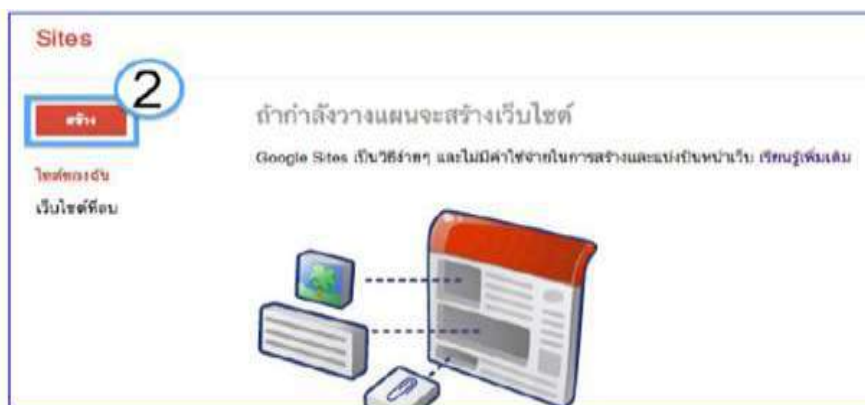 Sites
2
สร้าง
ถ้ากำลังวางแผนจะสร้างเว็บไซต์
Google Sites เป็นวิธีง่ายๆ และไม่มีค่าใช้จ่ายในการสร้างและแบ่งปันหน้าเว็บ เรียนรู้เพิ่มเติม
ไซต์ของฉัน
เว็บไซต์ที่ลบ